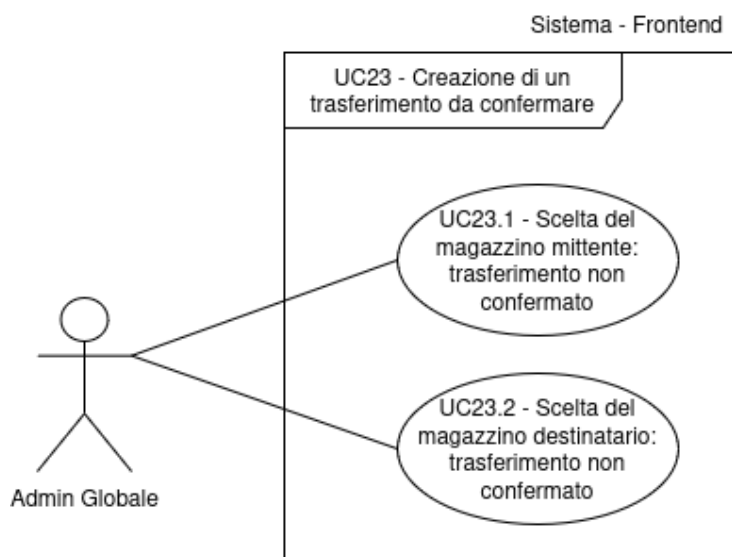 Sistema - Frontend
UC23 - Creazione di un
trasferimento da confermare
UC23.1 - Scelta del
magazzino mittente:
trasferimento non
confermato
UC23.2 - Scelta del
magazzino destinatario:
trasferimento non
confermato
Admin Globale